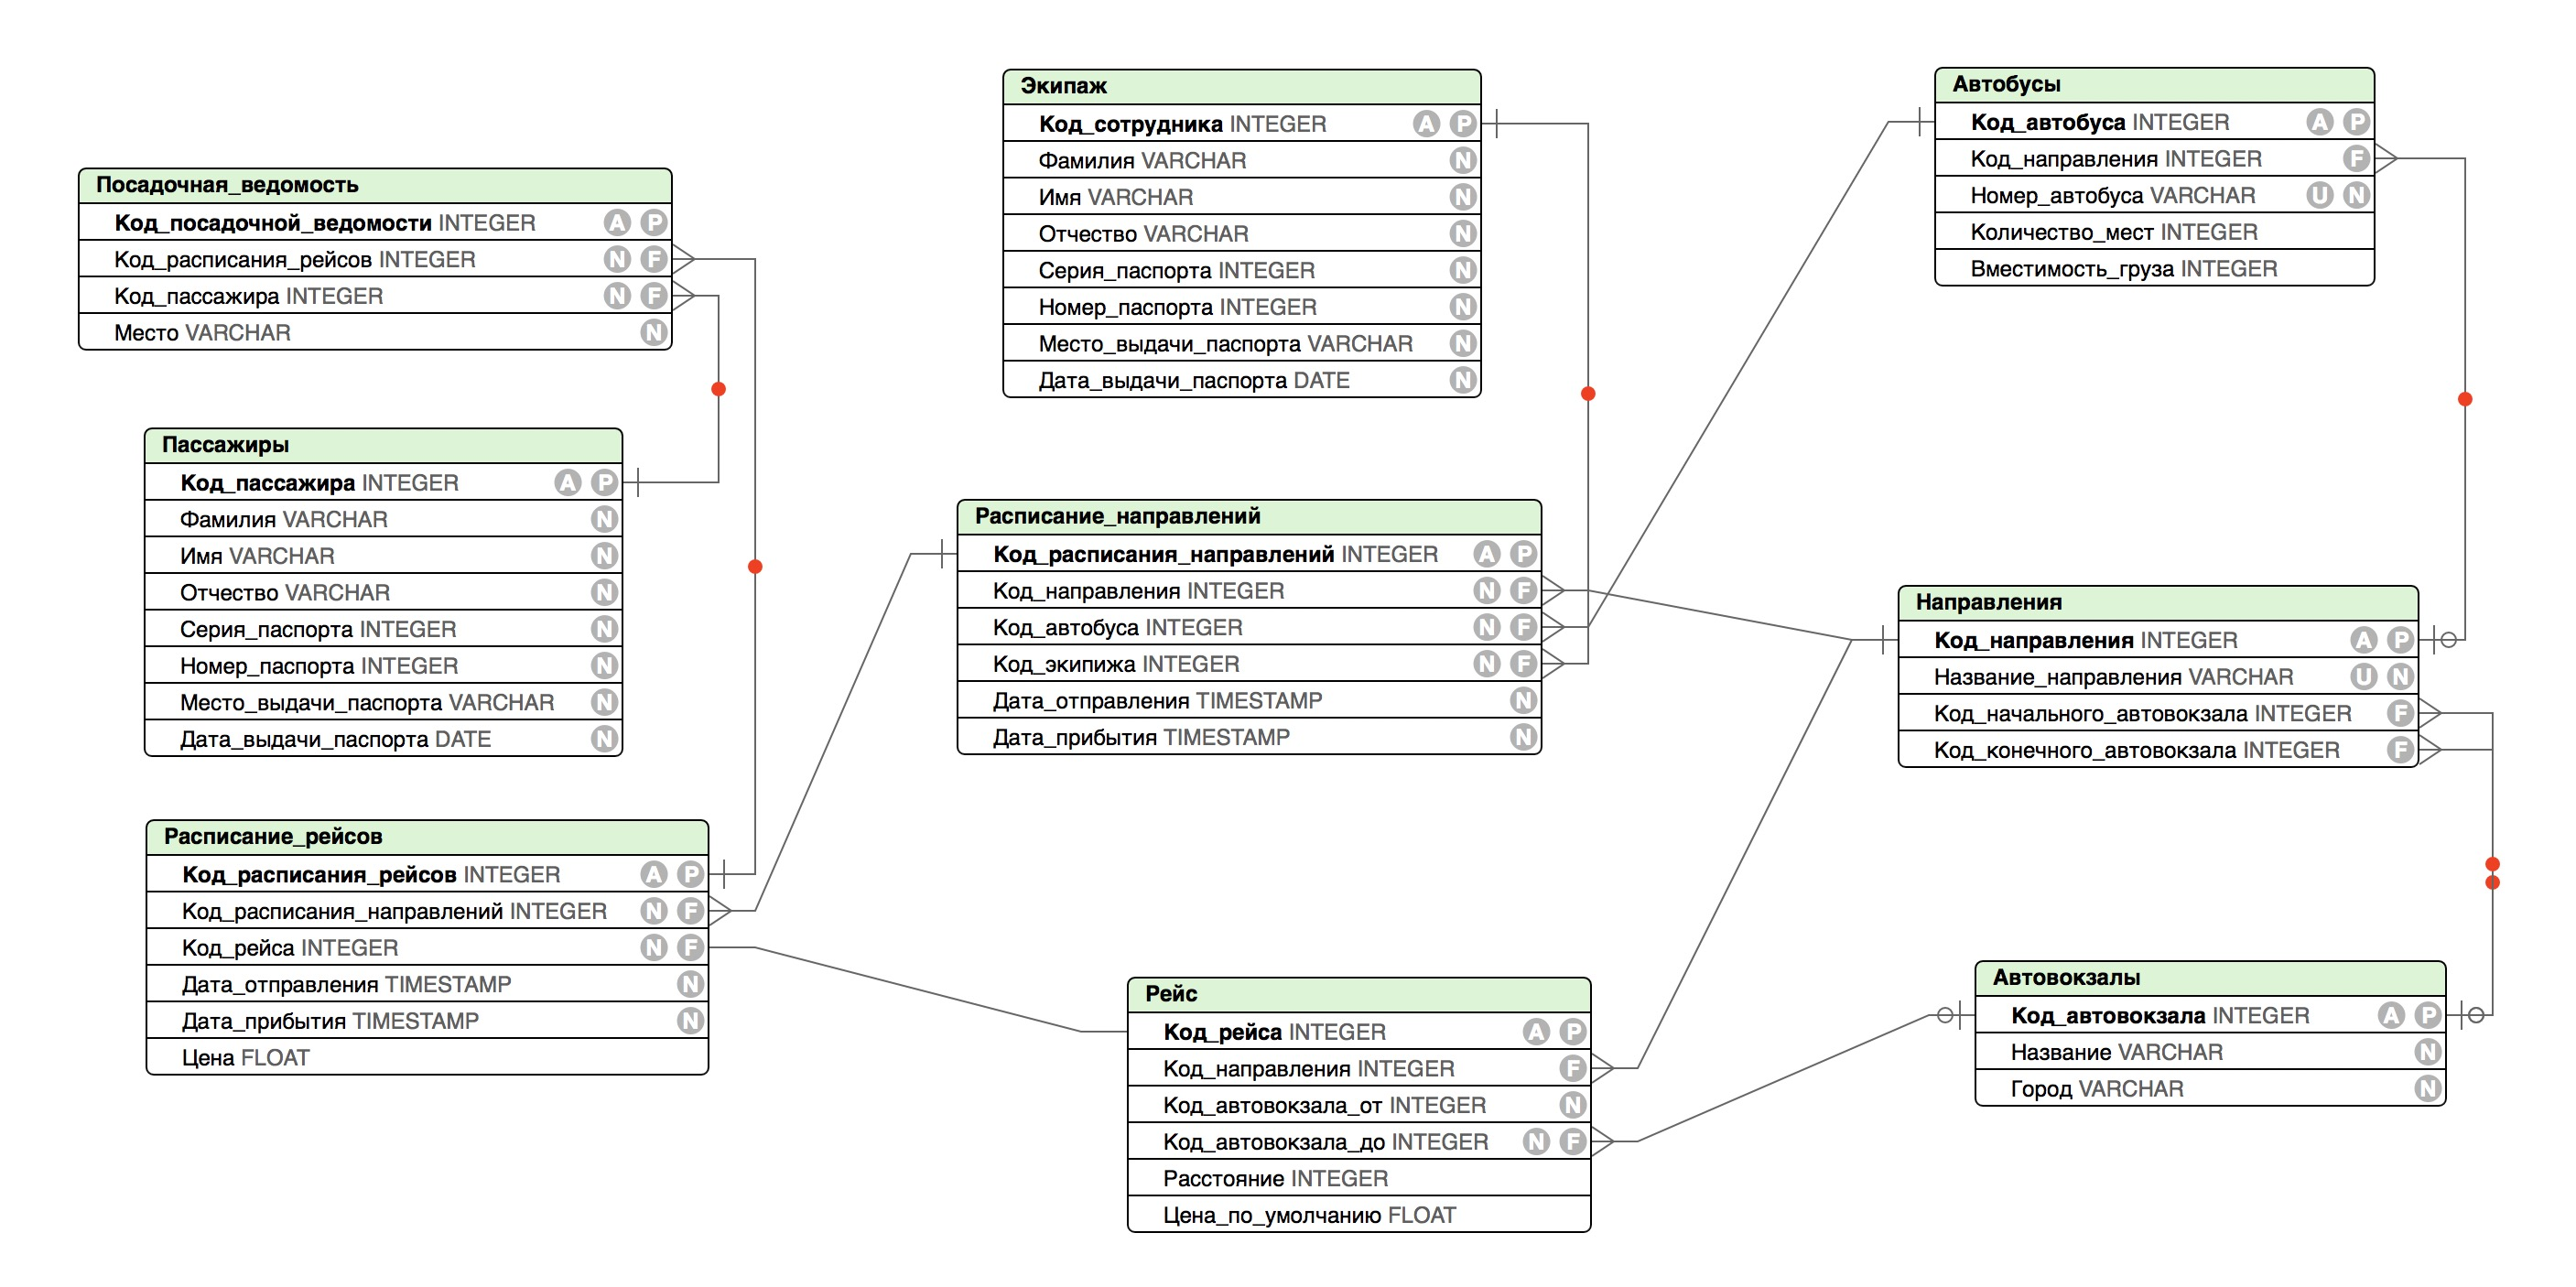 Посадочная_ведомость
Код_посадочной_ведомости INTEGER A P
Код_расписания_рейсов INTEGER N F
Код_пассажира INTEGER N F
Место VARCHAR N
Пассажиры
Код_пассажира INTEGER A P
Фамилия VARCHAR N
Имя VARCHAR N
Отчество VARCHAR N
Серия_паспорта INTEGER N
Номер_паспорта INTEGER N
Место_выдачи_паспорта VARCHAR N
Дата_выдачи_паспорта DATE N
Расписание_рейсов
Код_расписания_рейсов INTEGER A P
Код_расписания_направлений INTEGER N F
Код_рейса INTEGER N F
Дата_отправления TIMESTAMP N
Дата_прибытия TIMESTAMP N
Цена FLOAT
Экипаж
Код_сотрудника INTEGER A P
Фамилия VARCHAR N
Имя VARCHAR N
Отчество VARCHAR N
Серия_паспорта INTEGER N
Номер_паспорта INTEGER N
Место_выдачи_паспорта VARCHAR N
Дата_выдачи_паспорта DATE N
Расписание_направлений
Код_расписания_направлений INTEGER A P
Код_направления INTEGER N F
Код_автобуса INTEGER N F
Код_экипижа INTEGER N F
Дата_отправления TIMESTAMP N
Дата_прибытия TIMESTAMP N
Рейс
Код_рейса INTEGER A P
Код_направления INTEGER F
Код_автовокзала_от INTEGER N
Код_автовокзала_до INTEGER N F
Расстояние INTEGER
Цена_по_умолчанию FLOAT
Автобусы
Код_автобуса INTEGER A P
Код_направления INTEGER F
Номер_автобуса VARCHAR U N
Количество_мест INTEGER
Вместимость_груза INTEGER
Направления
Код_направления INTEGER A P
Название_направления VARCHAR U N
Код_начального_автовокзала INTEGER F
Код_конечного_автовокзала INTEGER F
Автовокзалы
Код_автовокзала INTEGER A P
Название VARCHAR N
Город VARCHAR N